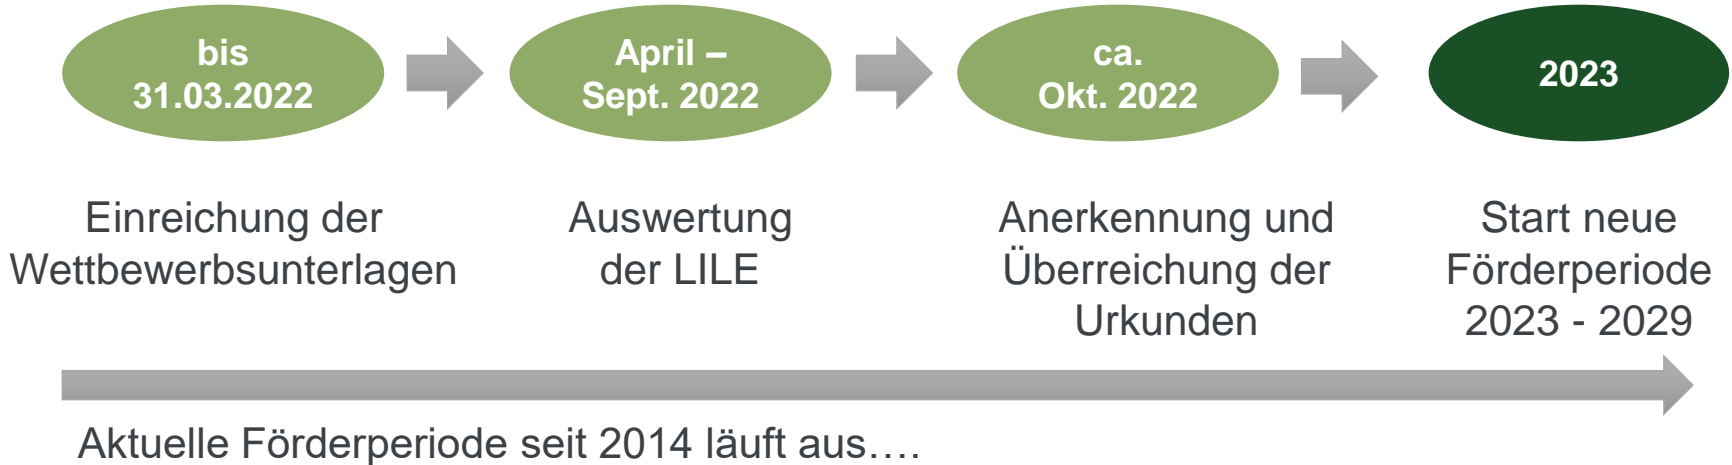 bis
31.03.2022
April –
Sept. 2022
ca.
Okt. 2022
2023
Einreichung der
Wettbewerbsunterlagen
Auswertung
der LILE
Anerkennung und
Überreichung der
Urkunden
Start neue
Förderperiode
2023 - 2029
Aktuelle Förderperiode seit 2014 läuft aus….